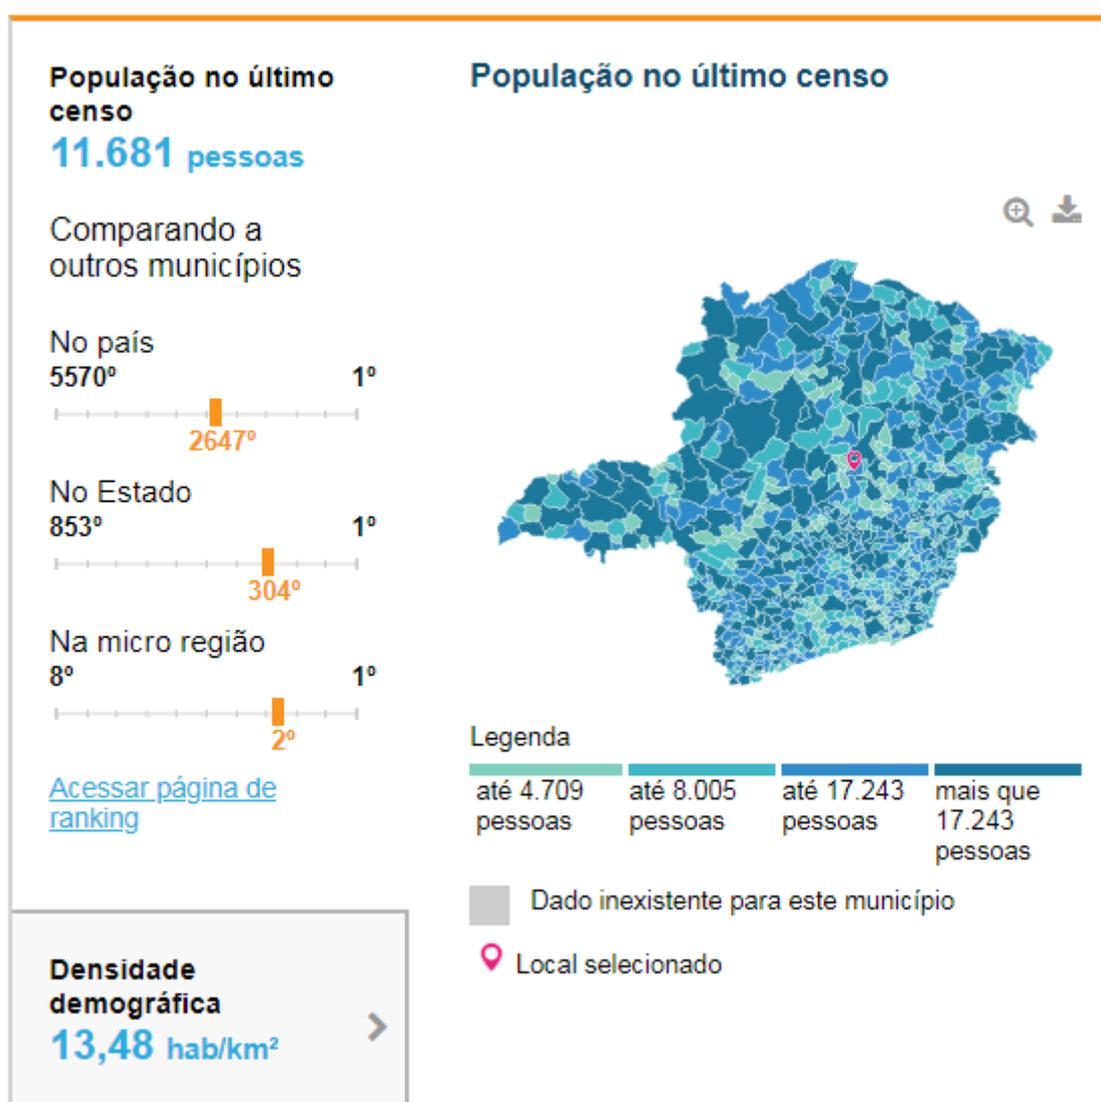 População no último
censo
11.681 pessoas
Comparando a
outros municípios
No país
5570º 1º
2647º
No Estado
853º 1º
304º
Na micro região
8º 1º
2º
Acessar página de
ranking
Densidade
demográfica
13,48 hab/km²
População no último censo
Legenda
até 4.709
pessoas
até 8.005
pessoas
até 17.243
pessoas
mais que
17.243
pessoas
Dado inexistente para este município
Local selecionado